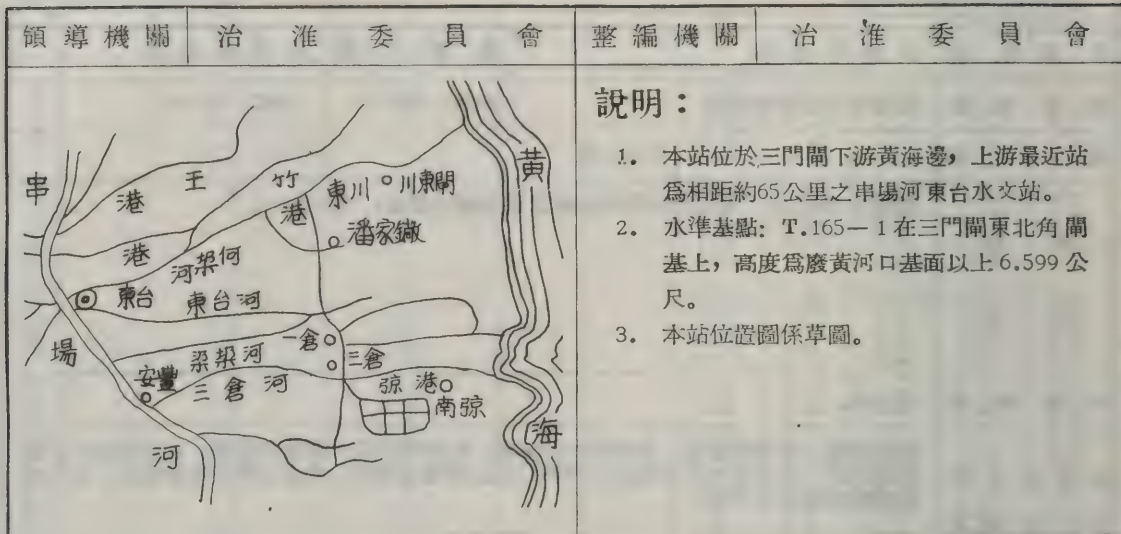 領導機關 治淮委員會 整編機關 治淮委員會
說明：
1. 本站位於三門閘下游黃海邊，上游最近站
為相距約65公里之串場河東台水文站。
2. 水準基點: T.165—1在三門閘東北角閘
基上，高度為廢黃河口基面以上6.599公
尺。
3. 本站位置圖係草圖。
串場河
黃海
王港
竹港
川東
川東閘
潘家𨰿
何梁河
東台
東台河
一倉
梁梁河
三倉
安豐
三倉河
弶港
南弶